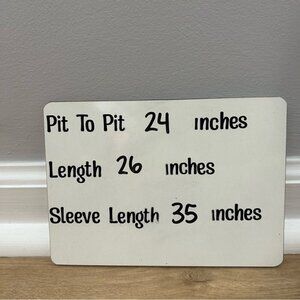 Pit To Pit 24 inches
Length 26 inches
Sleeve Length 35 inches